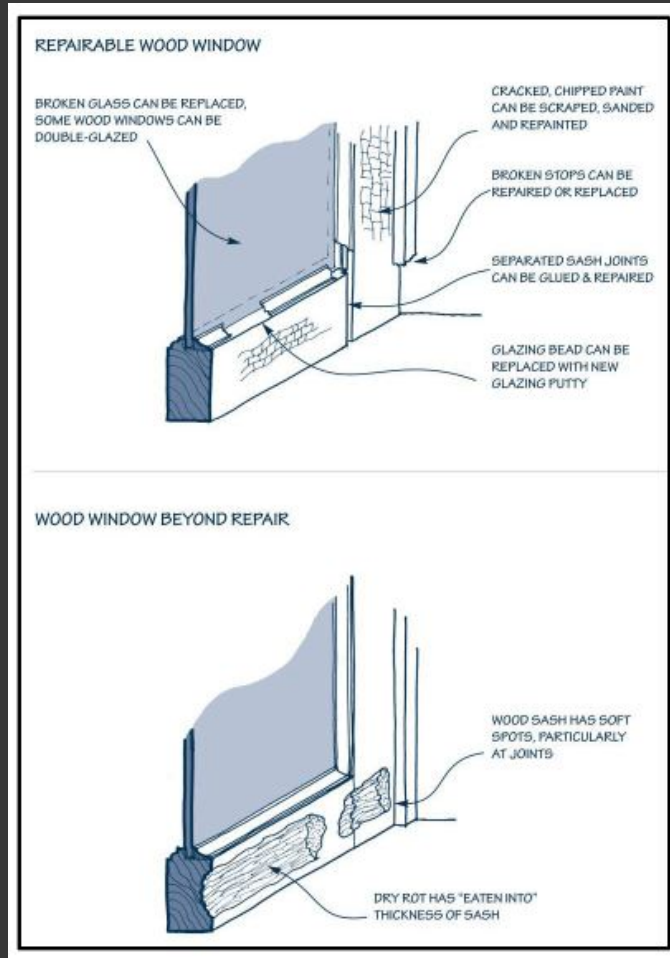 REPAIRABLE WOOD WINDOW
BROKEN GLASS CAN BE REPLACED,
SOME WOOD WINDOWS CAN BE
DOUBLE-GLAZED
CRACKED, CHIPPED PAINT
CAN BE SCRAPED, SANDED
AND REPAINTED
BROKEN STOPS CAN BE
REPAIRED OR REPLACED
SEPARATED SASH JOINTS
CAN BE GLUED & REPAIRED
GLAZING BEAD CAN BE
REPLACED WITH NEW
GLAZING PUTTY
WOOD WINDOW BEYOND REPAIR
WOOD SASH HAS SOFT
SPOTS, PARTICULARLY
AT JOINTS
DRY ROT HAS "EATEN INTO"
THICKNESS OF SASH